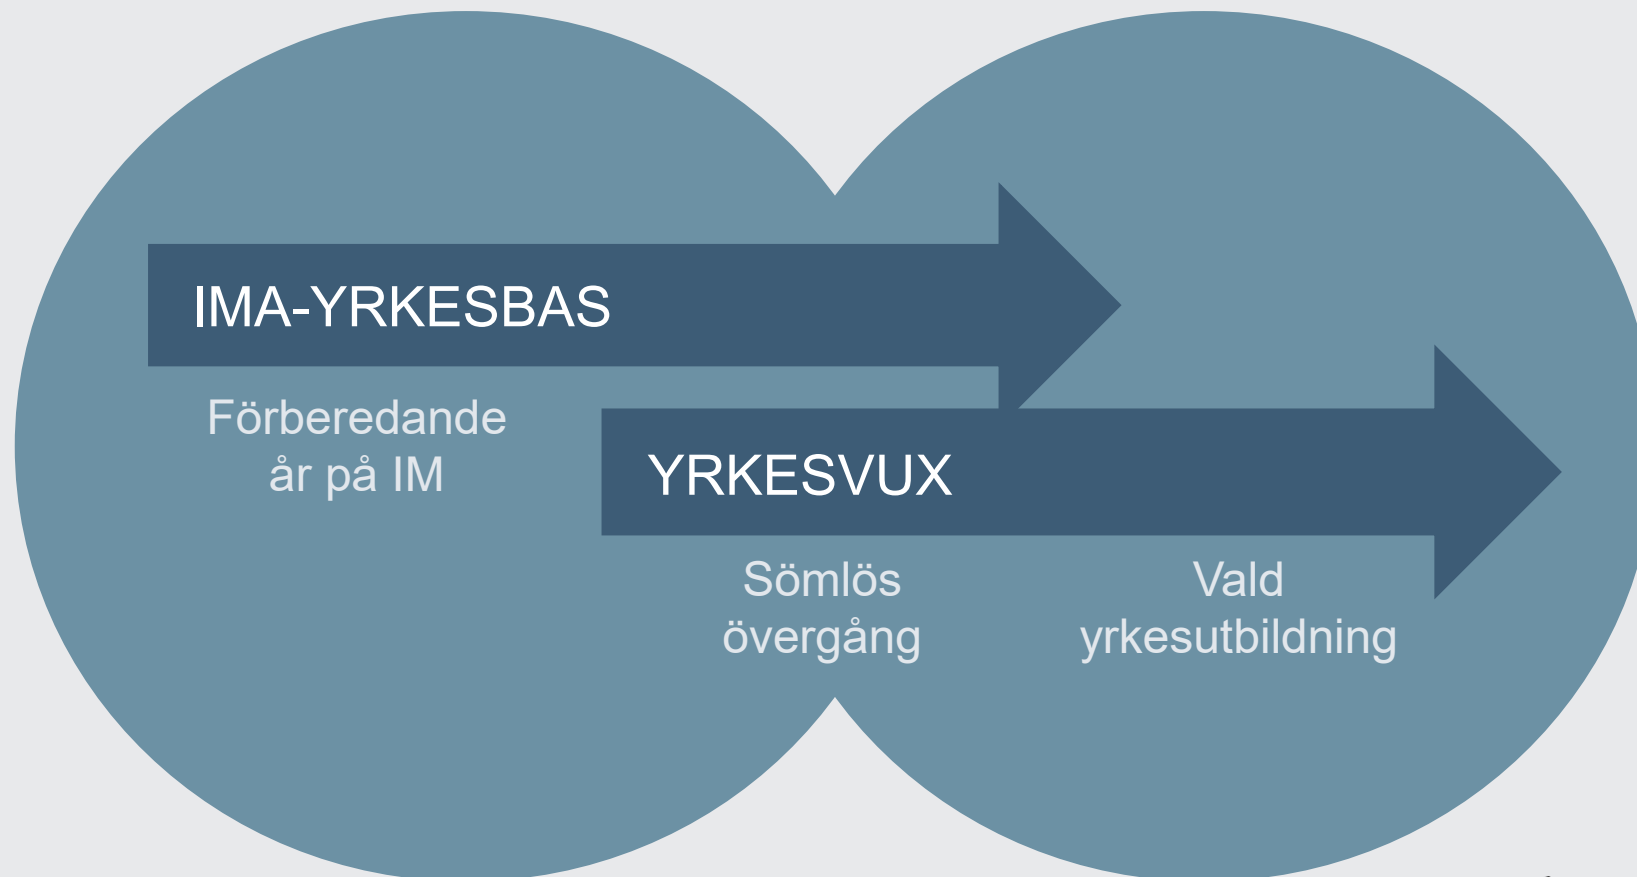 IMA-YRKESBAS
Förberedande
år på IM
YRKESVUX
Sömlös
övergång
Vald
yrkesutbildning